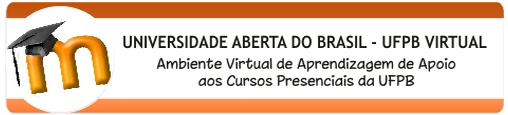 UNIVERSIDADE ABERTA DO BRASIL - UFPB VIRTUAL
Ambiente Virtual de Aprendizagem de Apoio
aos Cursos Presenciais da UFPB